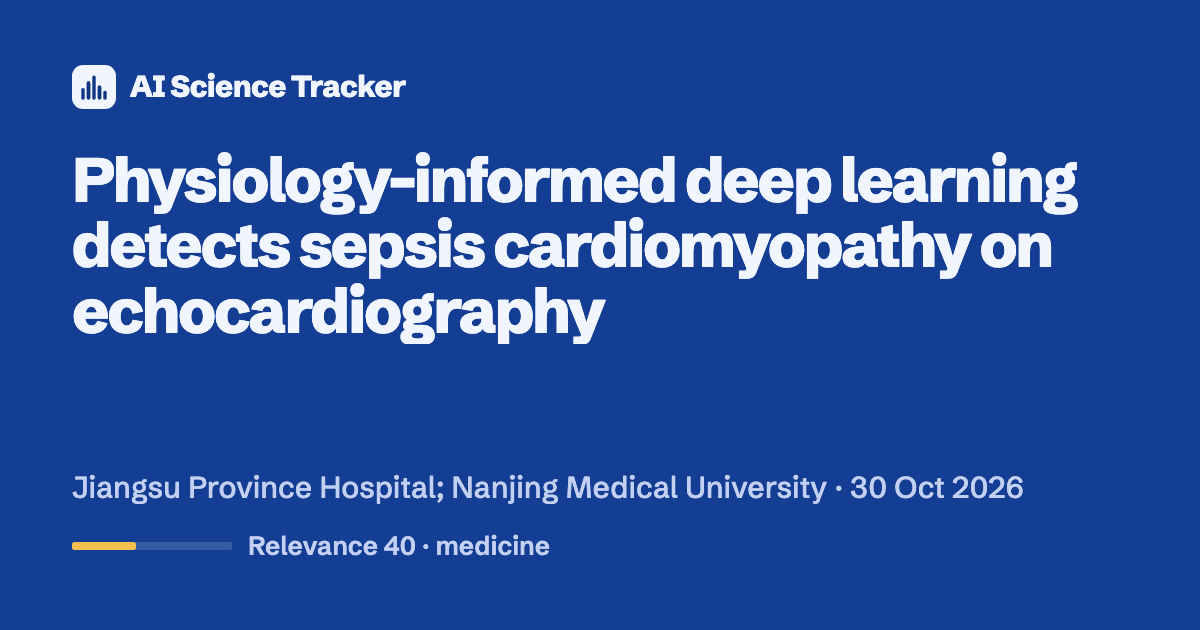 AI Science Tracker
Physiology-informed deep learning
detects sepsis cardiomyopathy on
echocardiography
Jiangsu Province Hospital; Nanjing Medical University · 30 Oct 2026
Relevance 40 · medicine